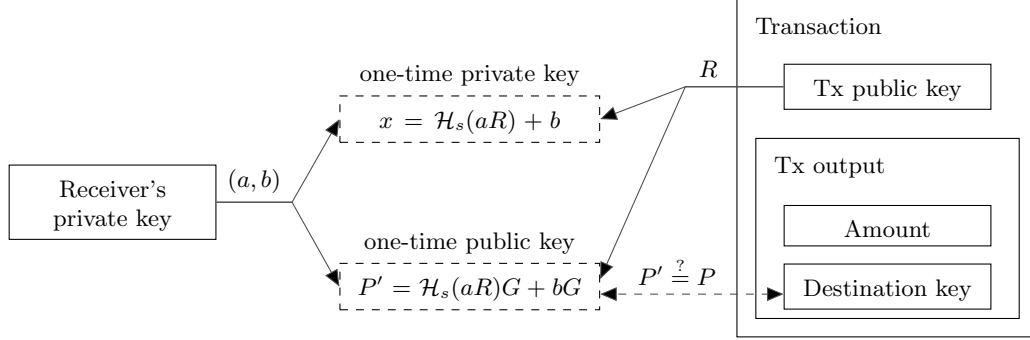 Transaction
R
Tx public key
one-time private key
x = ℋₛ(aR) + b
Receiver's
private key
(a, b)
Tx output
Amount
one-time public key
P′ = ℋₛ(aR)G + bG
P′ ≟ P
Destination key